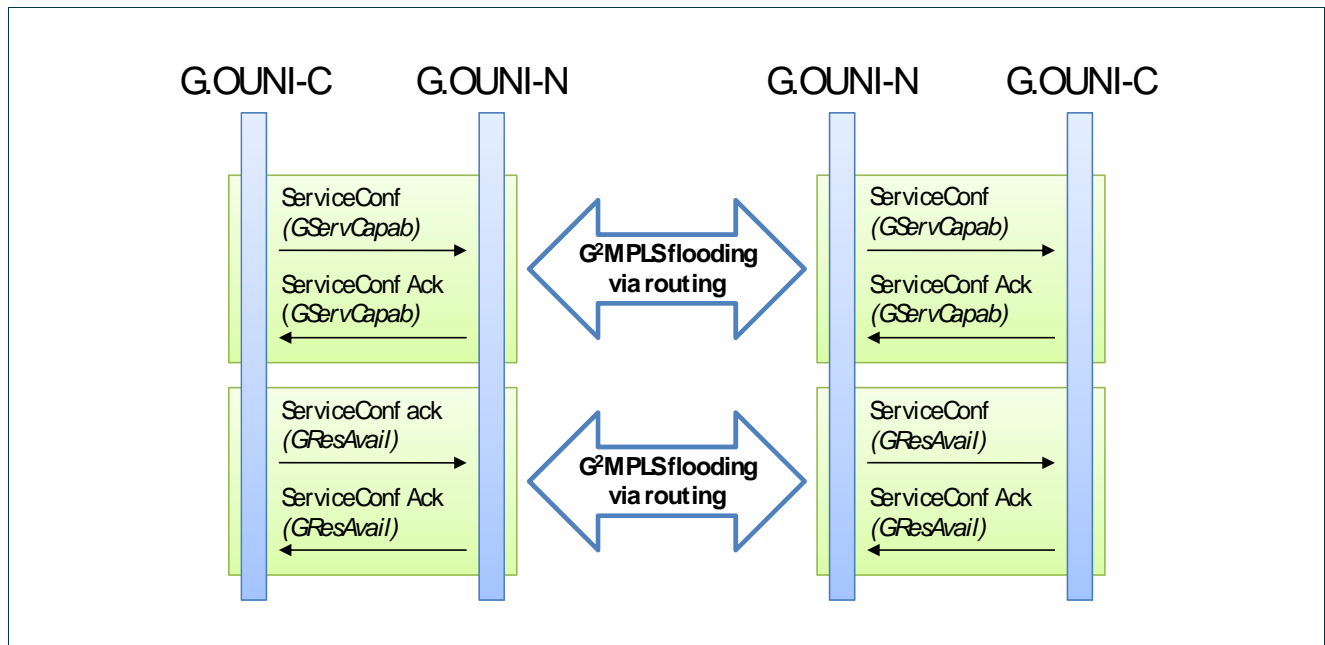 G.OUNI-C G.OUNI-N G.OUNI-N G.OUNI-C
ServiceConf
(GServCapab)
ServiceConf Ack
(GServCapab)
G²MPLS flooding
via routing
ServiceConf
(GServCapab)
ServiceConf Ack
(GServCapab)
ServiceConf ack
(GResAvail)
ServiceConf Ack
(GResAvail)
G²MPLS flooding
via routing
ServiceConf
(GResAvail)
ServiceConf Ack
(GResAvail)